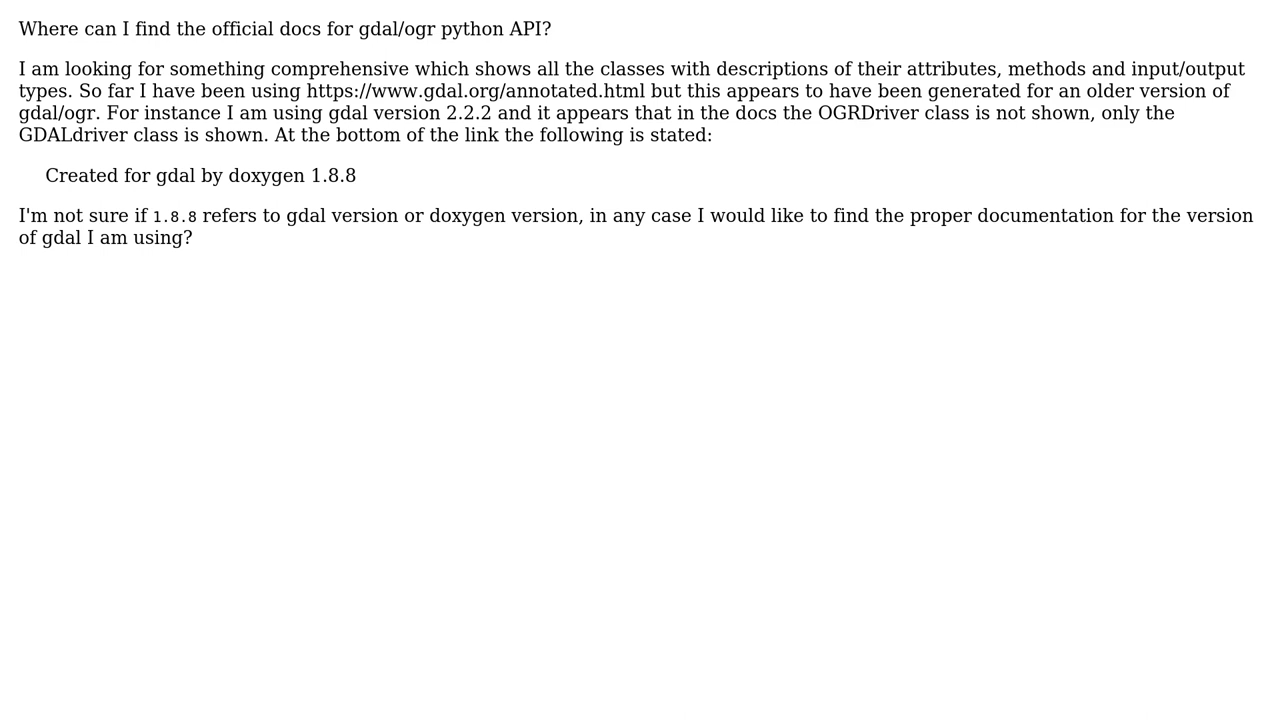 Where can I find the official docs for gdal/ogr python API?
I am looking for something comprehensive which shows all the classes with descriptions of their attributes, methods and input/output
types. So far I have been using https://www.gdal.org/annotated.html but this appears to have been generated for an older version of
gdal/ogr. For instance I am using gdal version 2.2.2 and it appears that in the docs the OGRDriver class is not shown, only the
GDALdriver class is shown. At the bottom of the link the following is stated:
Created for gdal by doxygen 1.8.8
I'm not sure if 1.8.8 refers to gdal version or doxygen version, in any case I would like to find the proper documentation for the version
of gdal I am using?